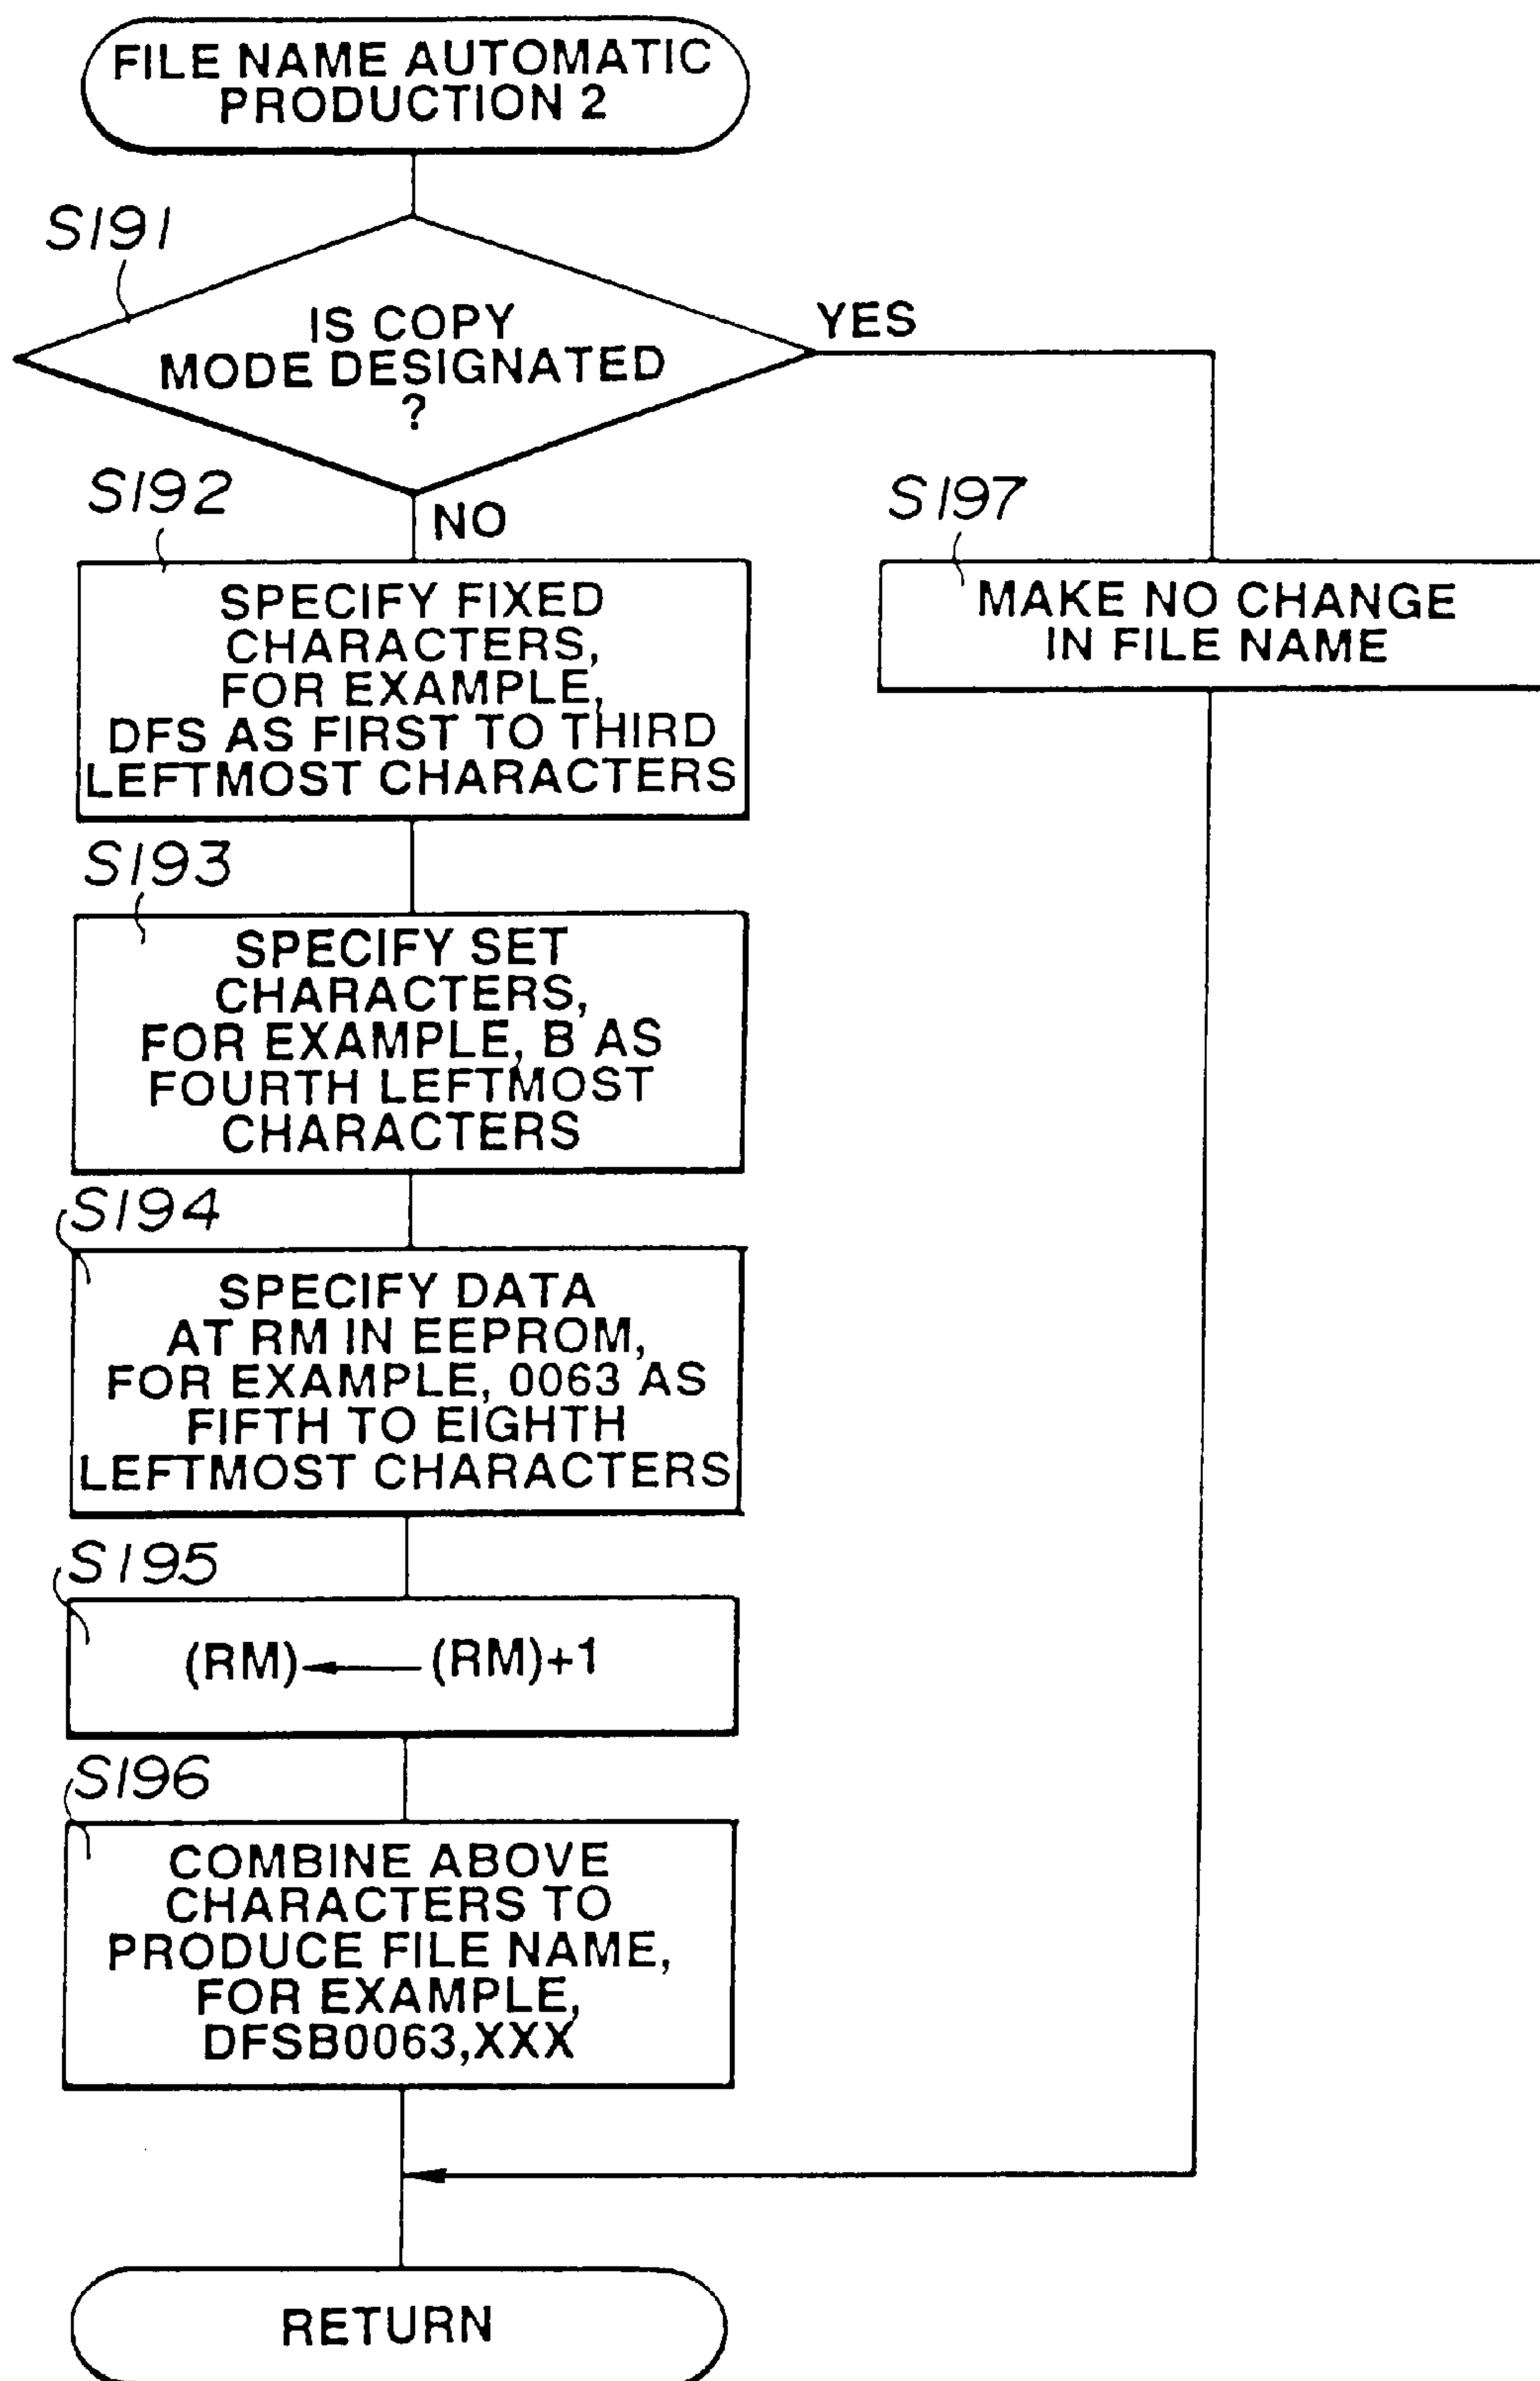 FILE NAME AUTOMATIC
PRODUCTION 2
S191
IS COPY
MODE DESIGNATED
?
YES
NO
S192
SPECIFY FIXED
CHARACTERS,
FOR EXAMPLE,
DFS AS FIRST TO THIRD
LEFTMOST CHARACTERS
S197
MAKE NO CHANGE
IN FILE NAME
S193
SPECIFY SET
CHARACTERS,
FOR EXAMPLE, B AS
FOURTH LEFTMOST
CHARACTERS
S194
SPECIFY DATA
AT RM IN EEPROM,
FOR EXAMPLE, 0063 AS
FIFTH TO EIGHTH
LEFTMOST CHARACTERS
S195
(RM) ← (RM)+1
S196
COMBINE ABOVE
CHARACTERS TO
PRODUCE FILE NAME,
FOR EXAMPLE,
DFSB0063,XXX
RETURN